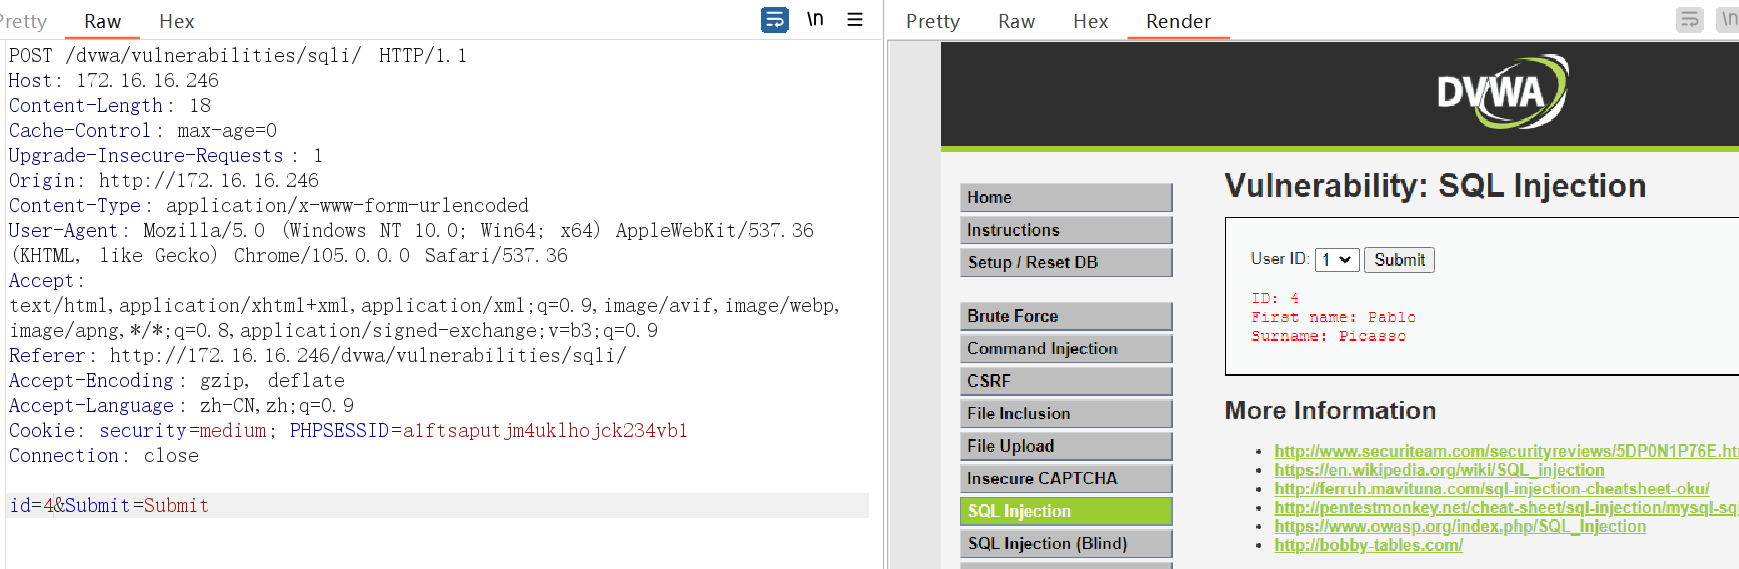 Pretty Raw Hex \n
POST /dvwa/vulnerabilities/sqli/ HTTP/1.1
Host: 172.16.16.246
Content-Length: 18
Cache-Control: max-age=0
Upgrade-Insecure-Requests: 1
Origin: http://172.16.16.246
Content-Type: application/x-www-form-urlencoded
User-Agent: Mozilla/5.0 (Windows NT 10.0; Win64; x64) AppleWebKit/537.36
(KHTML, like Gecko) Chrome/105.0.0.0 Safari/537.36
Accept:
text/html,application/xhtml+xml,application/xml;q=0.9,image/avif,image/webp,
image/apng,*/*;q=0.8,application/signed-exchange;v=b3;q=0.9
Referer: http://172.16.16.246/dvwa/vulnerabilities/sqli/
Accept-Encoding: gzip, deflate
Accept-Language: zh-CN,zh;q=0.9
Cookie: security=medium; PHPSESSID=a1ftsaputjm4uklhojck234vb1
Connection: close
id=4&Submit=Submit
Pretty Raw Hex Render \n
DVWA
Home
Instructions
Setup / Reset DB
Brute Force
Command Injection
CSRF
File Inclusion
File Upload
Insecure CAPTCHA
SQL Injection
SQL Injection (Blind)
Vulnerability: SQL Injection
User ID: 1 Submit
ID: 4
First name: Pablo
Surname: Picasso
More Information
http://www.securiteam.com/securityreviews/5DP0N1P76E.ht
https://en.wikipedia.org/wiki/SQL_injection
http://ferruh.mavituna.com/sql-injection-cheatsheet-oku/
http://pentestmonkey.net/cheat-sheet/sql-injection/mysql-sq
https://www.owasp.org/index.php/SQL_Injection
http://bobby-tables.com/